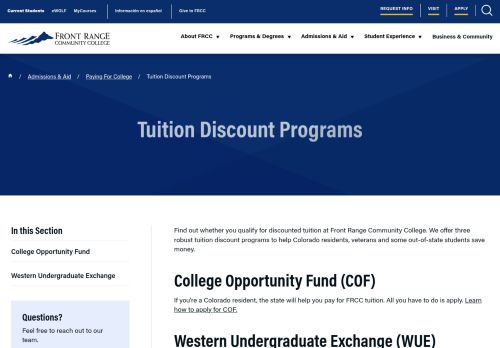 Current Students eWOLF MyCourses Información en español Give to FRCC REQUEST INFO VISIT APPLY
FRONT RANGE
COMMUNITY COLLEGE
About FRCC Programs & Degrees Admissions & Aid Student Experience Business & Community
/ Admissions & Aid / Paying For College / Tuition Discount Programs
Tuition Discount Programs
In this Section
College Opportunity Fund
Western Undergraduate Exchange
Questions?
Feel free to reach out to our
team.
Find out whether you qualify for discounted tuition at Front Range Community College. We offer three
robust tuition discount programs to help Colorado residents, veterans and some out-of-state students save
money.
College Opportunity Fund (COF)
If you're a Colorado resident, the state will help you pay for FRCC tuition. All you have to do is apply. Learn
how to apply for COF.
Western Undergraduate Exchange (WUE)